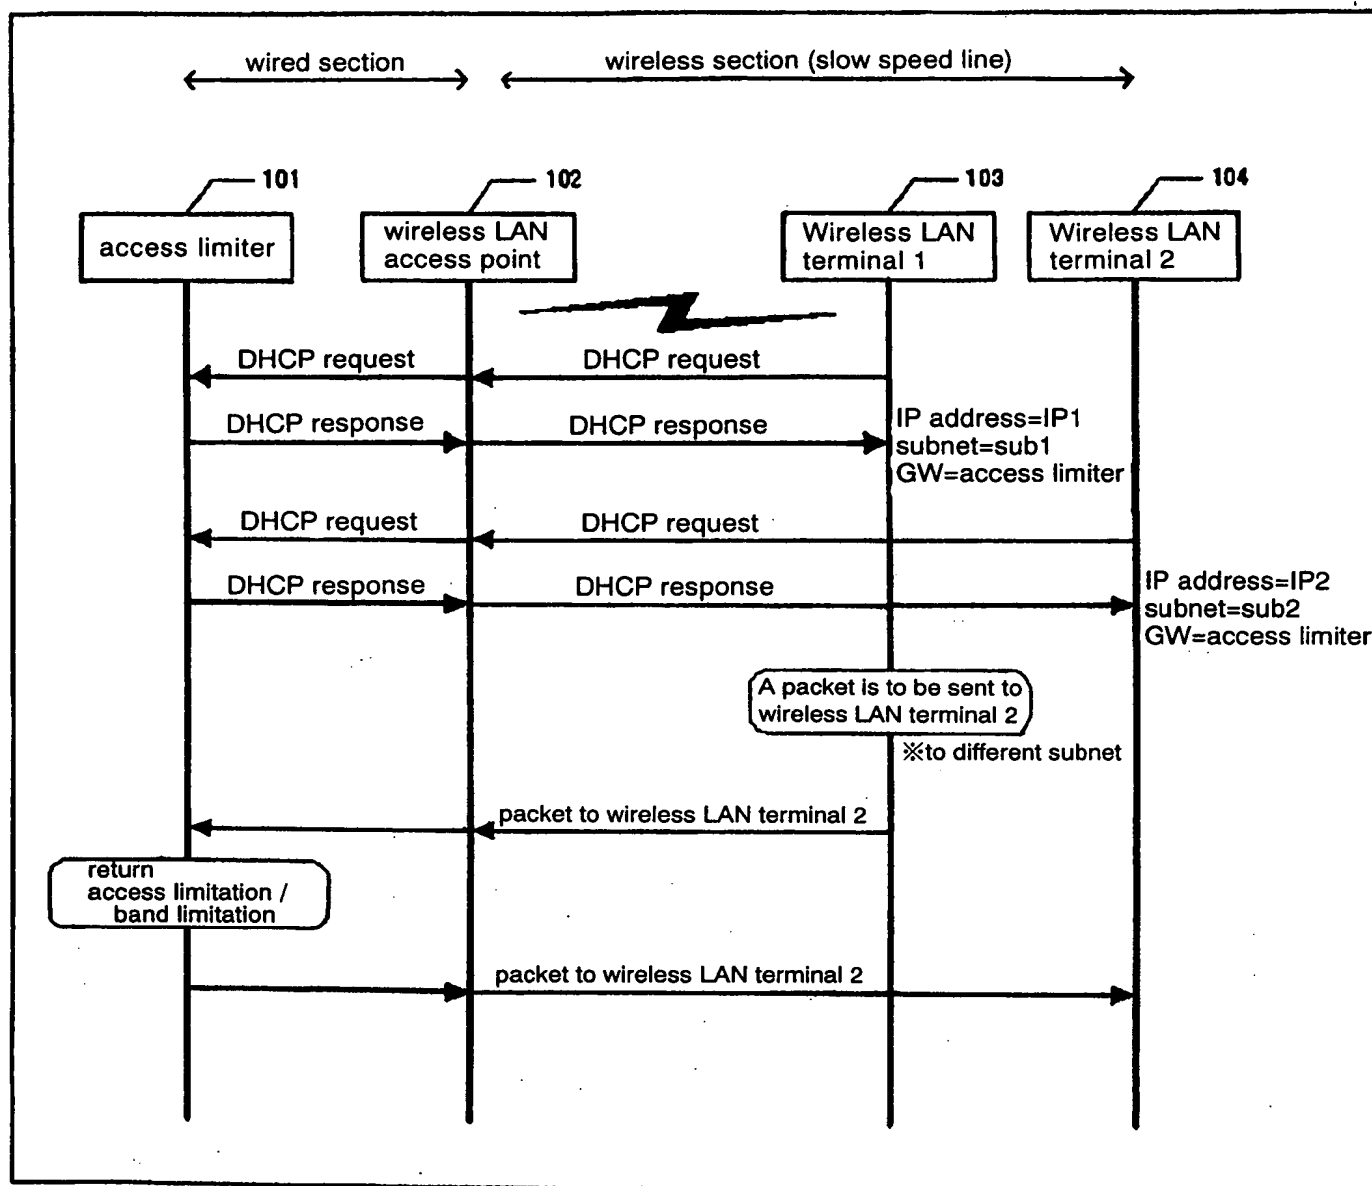 wired section
wireless section (slow speed line)
101
102
103
104
access limiter
wireless LAN
access point
Wireless LAN
terminal 1
Wireless LAN
terminal 2
DHCP request
DHCP request
DHCP response
DHCP response
IP address=IP1
subnet=sub1
GW=access limiter
DHCP request
DHCP request
DHCP response
DHCP response
IP address=IP2
subnet=sub2
GW=access limiter
A packet is to be sent to
wireless LAN terminal 2
※to different subnet
packet to wireless LAN terminal 2
return
access limitation /
band limitation
packet to wireless LAN terminal 2